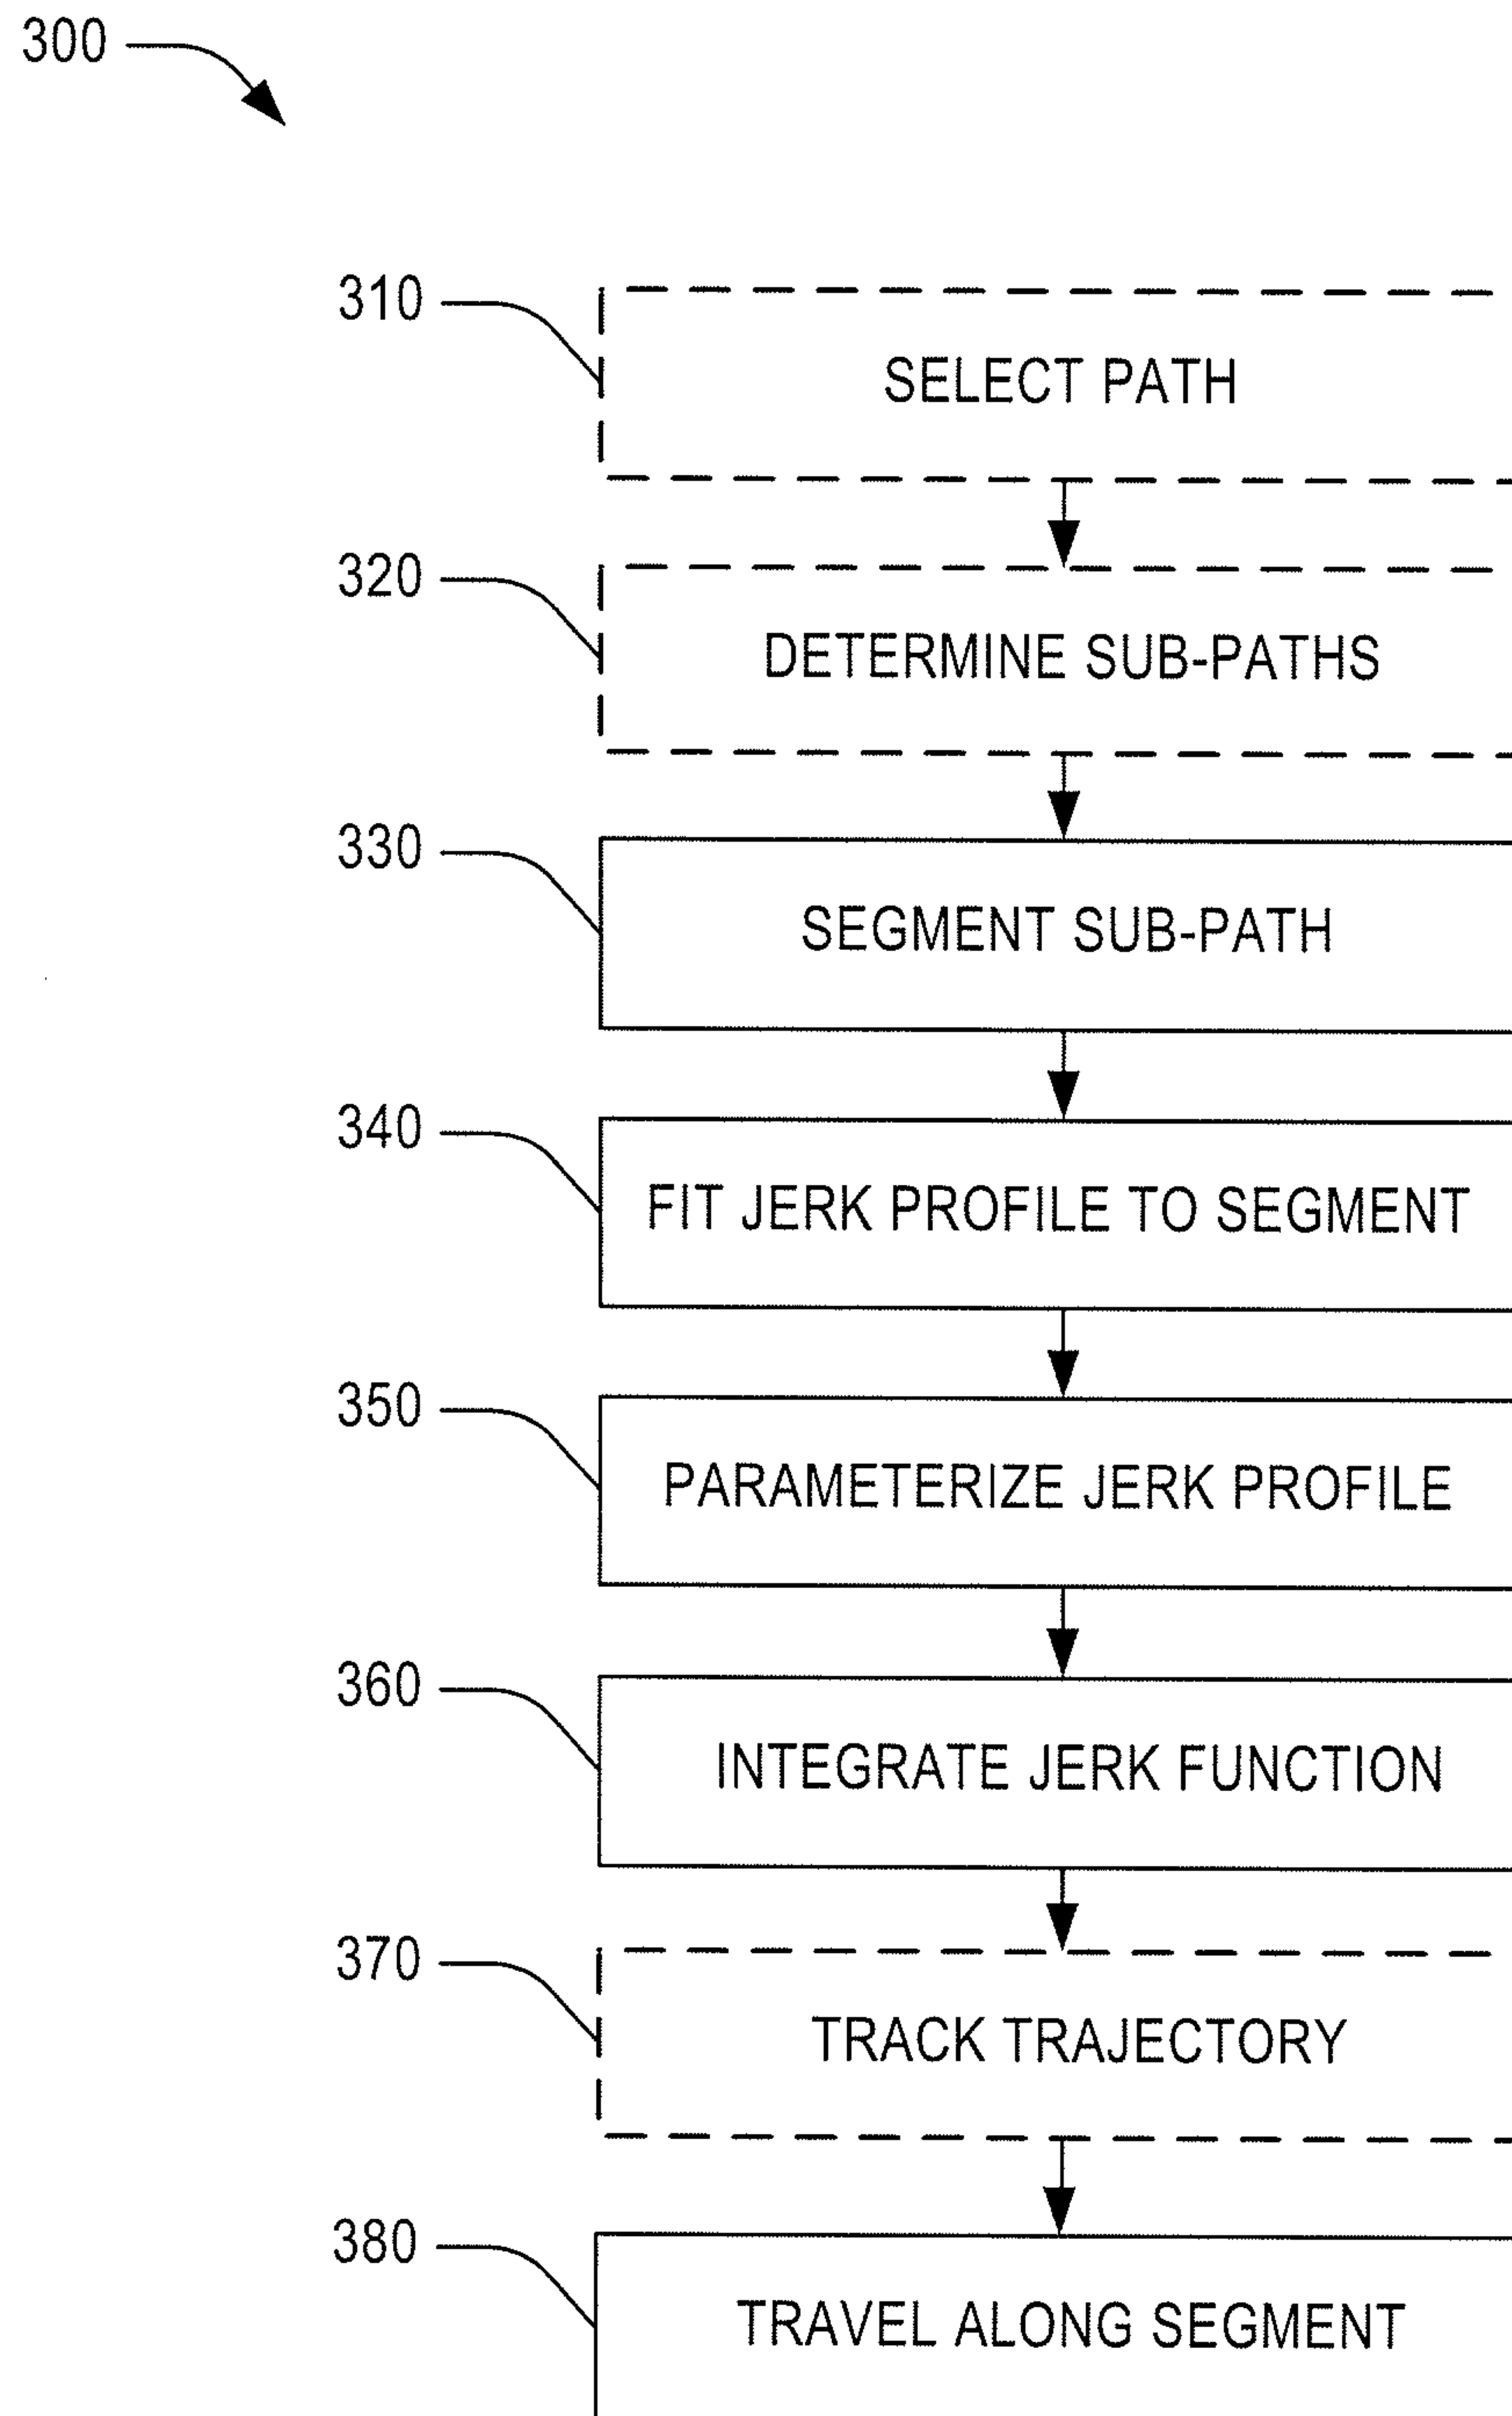 300
310
SELECT PATH
320
DETERMINE SUB-PATHS
330
SEGMENT SUB-PATH
340
FIT JERK PROFILE TO SEGMENT
350
PARAMETERIZE JERK PROFILE
360
INTEGRATE JERK FUNCTION
370
TRACK TRAJECTORY
380
TRAVEL ALONG SEGMENT